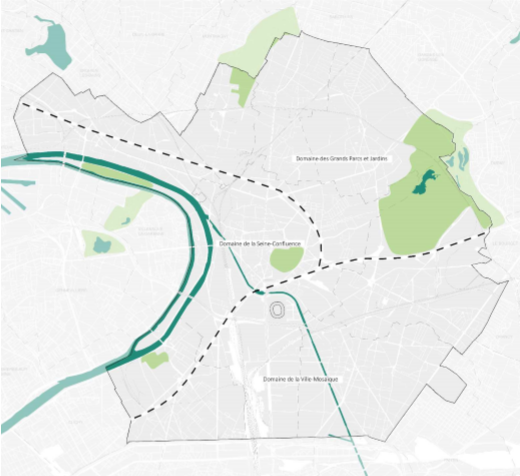 Domaine des Grands Parcs et Jardins
Domaine de la Seine-Confluence
Domaine de la Ville-Mosaïque